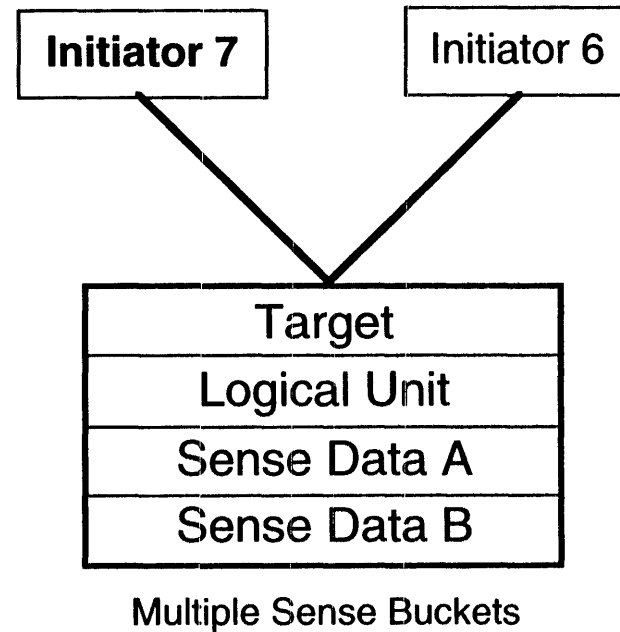 Initiator 7
Initiator 6
Target
Logical Unit
Sense Data A
Sense Data B
Multiple Sense Buckets